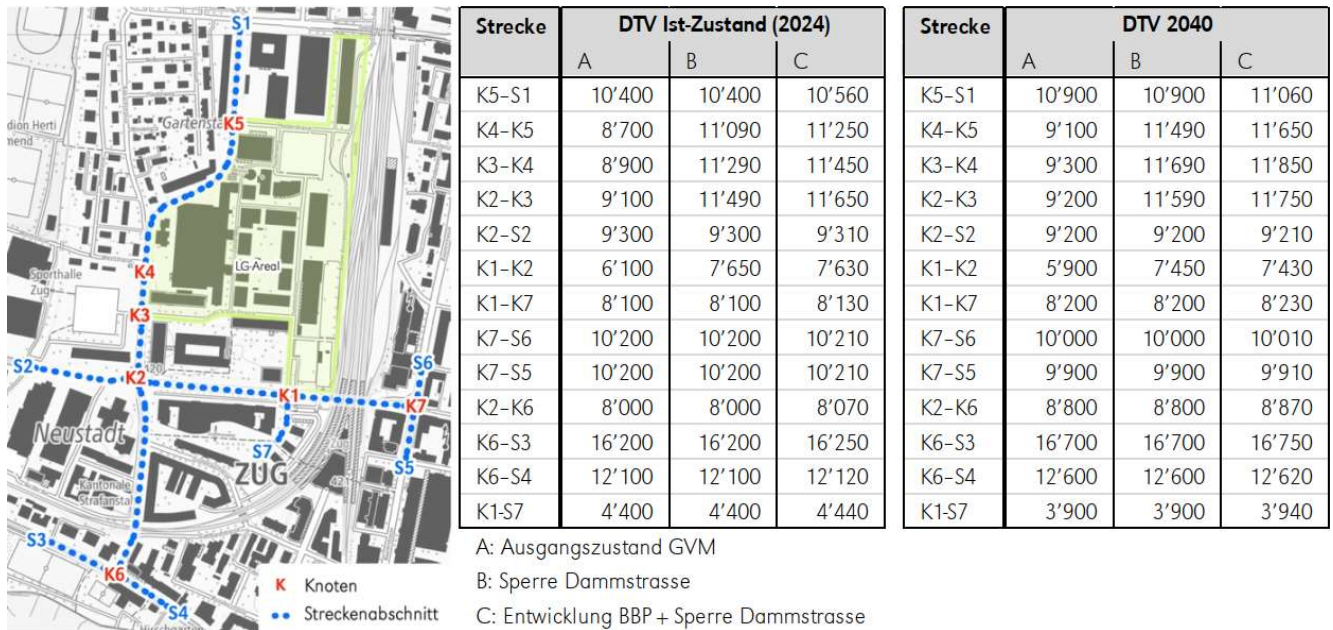 S1
Gartensta
K5
dion Herti
mend
K4
LG-Areal
Sporthalle
Zug
K3
S2
120
K2
S6
K1
K7
Neustadt
S7
ZUG
42
S5
Kantonale
Strafanstalt
S3
K6
S4
Hirschgarten
K Knoten
Streckenabschnitt
Strecke DTV Ist-Zustand (2024)
A B C
K5–S1 10’400 10’400 10’560
K4–K5 8’700 11’090 11’250
K3–K4 8’900 11’290 11’450
K2–K3 9’100 11’490 11’650
K2–S2 9’300 9’300 9’310
K1–K2 6’100 7’650 7’630
K1–K7 8’100 8’100 8’130
K7–S6 10’200 10’200 10’210
K7–S5 10’200 10’200 10’210
K2–K6 8’000 8’000 8’070
K6–S3 16’200 16’200 16’250
K6–S4 12’100 12’100 12’120
K1-S7 4’400 4’400 4’440
Strecke DTV 2040
A B C
K5–S1 10’900 10’900 11’060
K4–K5 9’100 11’490 11’650
K3–K4 9’300 11’690 11’850
K2–K3 9’200 11’590 11’750
K2–S2 9’200 9’200 9’210
K1–K2 5’900 7’450 7’430
K1–K7 8’200 8’200 8’230
K7–S6 10’000 10’000 10’010
K7–S5 9’900 9’900 9’910
K2–K6 8’800 8’800 8’870
K6–S3 16’700 16’700 16’750
K6–S4 12’600 12’600 12’620
K1-S7 3’900 3’900 3’940
A: Ausgangszustand GVM
B: Sperre Dammstrasse
C: Entwicklung BBP + Sperre Dammstrasse